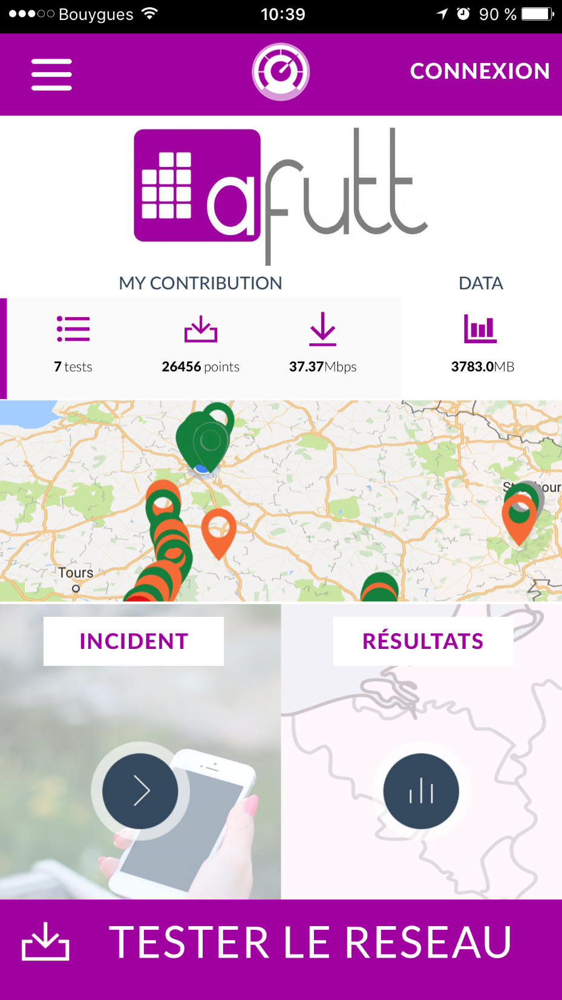 Bouygues 10:39 90 %
CONNEXION
afutt
MY CONTRIBUTION DATA
7 tests 26456 points 37.37Mbps 3783.0MB
Tours
INCIDENT RÉSULTATS
TESTER LE RESEAU